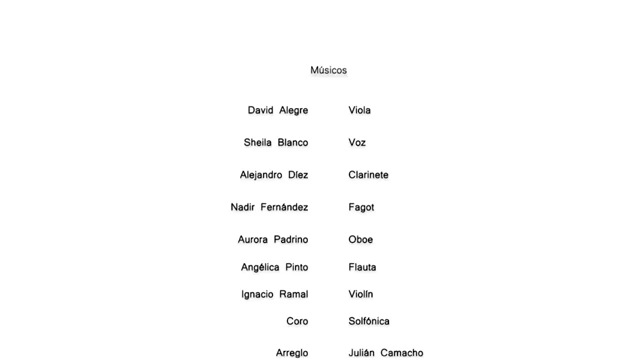 Músicos
David Alegre Viola
Sheila Blanco Voz
Alejandro Díez Clarinete
Nadir Fernández Fagot
Aurora Padrino Oboe
Angélica Pinto Flauta
Ignacio Ramal Violín
Coro Solfónica
Arreglo Julián Camacho